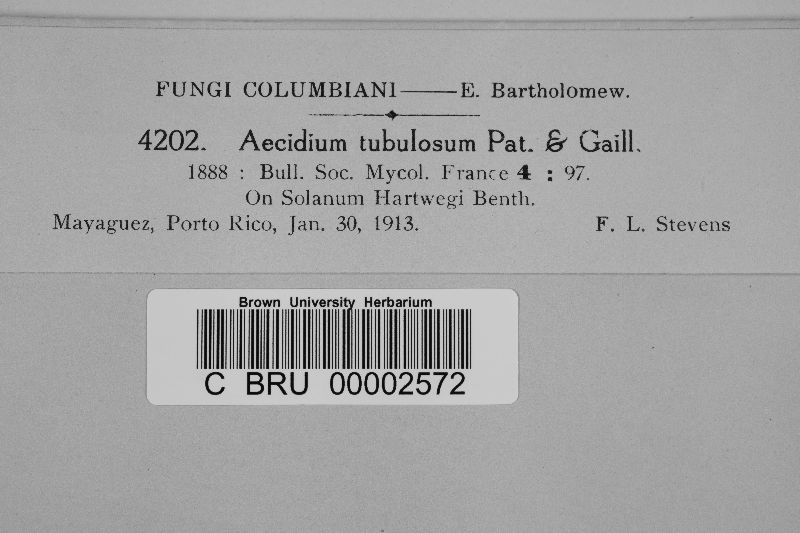 FUNGI COLUMBIANI——E. Bartholomew.
4202. Aecidium tubulosum Pat. & Gaill.
1888 : Bull. Soc. Mycol. France 4 : 97.
On Solanum Hartwegi Benth.
Mayaguez, Porto Rico, Jan. 30, 1913. F. L. Stevens
Brown University Herbarium
C BRU 00002572